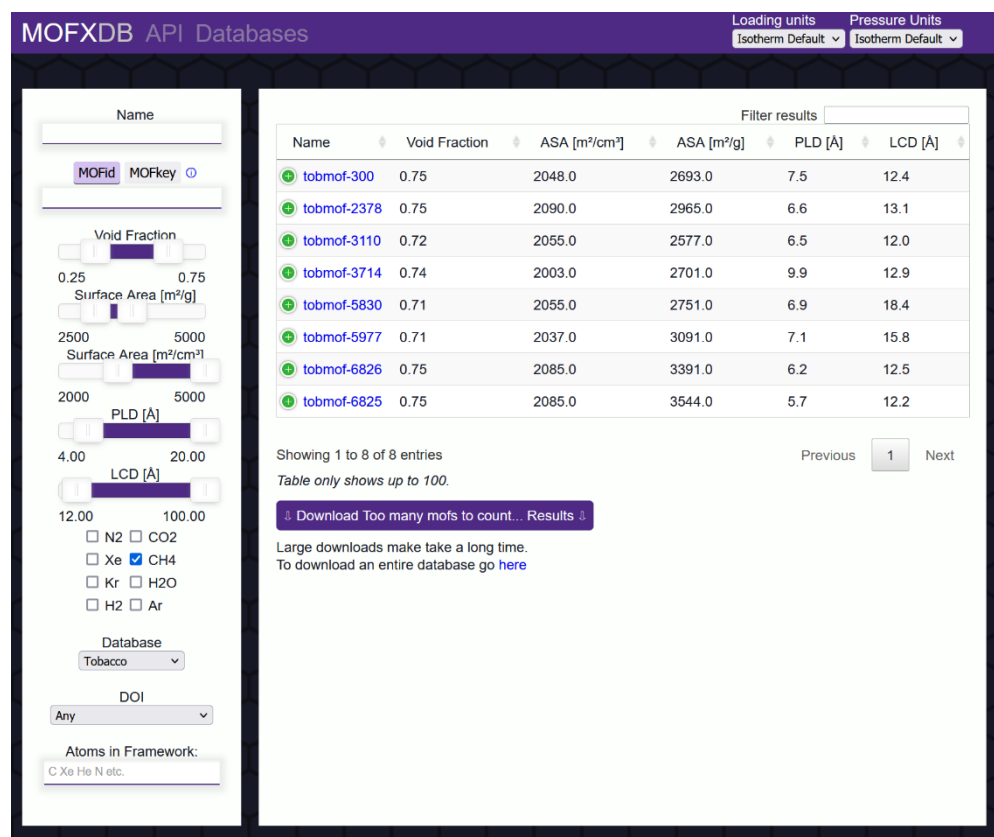 MOFXDB API Databases
Loading units Pressure Units
Isotherm Default Isotherm Default
Name
MOFid MOFkey
Void Fraction
0.25 0.75
Surface Area [m²/g]
2500 5000
Surface Area [m²/cm³]
2000 5000
PLD [Å]
4.00 20.00
LCD [Å]
12.00 100.00
N2 CO2
Xe CH4
Kr H2O
H2 Ar
Database
Tobacco
DOI
Any
Atoms in Framework:
C Xe He N etc.
Filter results
Name Void Fraction ASA [m²/cm³] ASA [m²/g] PLD [Å] LCD [Å]
tobmof-300 0.75 2048.0 2693.0 7.5 12.4
tobmof-2378 0.75 2090.0 2965.0 6.6 13.1
tobmof-3110 0.72 2055.0 2577.0 6.5 12.0
tobmof-3714 0.74 2003.0 2701.0 9.9 12.9
tobmof-5830 0.71 2055.0 2751.0 6.9 18.4
tobmof-5977 0.71 2037.0 3091.0 7.1 15.8
tobmof-6826 0.75 2085.0 3391.0 6.2 12.5
tobmof-6825 0.75 2085.0 3544.0 5.7 12.2
Showing 1 to 8 of 8 entries
Previous 1 Next
Table only shows up to 100.
⇩ Download Too many mofs to count... Results ⇩
Large downloads make take a long time.
To download an entire database go here